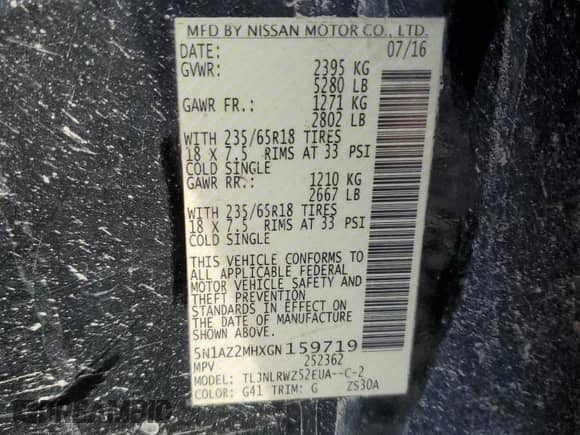 MFD BY NISSAN MOTOR CO., LTD.
DATE: 07/16
GVWR: 2395 KG
5280 LB
GAWR FR.: 1271 KG
2802 LB
WITH 235/65R18 TIRES
18 X 7.5 RIMS AT 33 PSI
COLD SINGLE
GAWR RR.: 1210 KG
2667 LB
WITH 235/65R18 TIRES
18 X 7.5 RIMS AT 33 PSI
COLD SINGLE
THIS VEHICLE CONFORMS TO
ALL APPLICABLE FEDERAL
MOTOR VEHICLE SAFETY AND
THEFT PREVENTION
STANDARDS IN EFFECT ON
THE DATE OF MANUFACTURE
SHOWN ABOVE.
5N1AZ2MHXGN159719
MPV 252362
MODEL: TLJNLRWZ52EUA--C-2
COLOR: G41 TRIM: G ZS30A